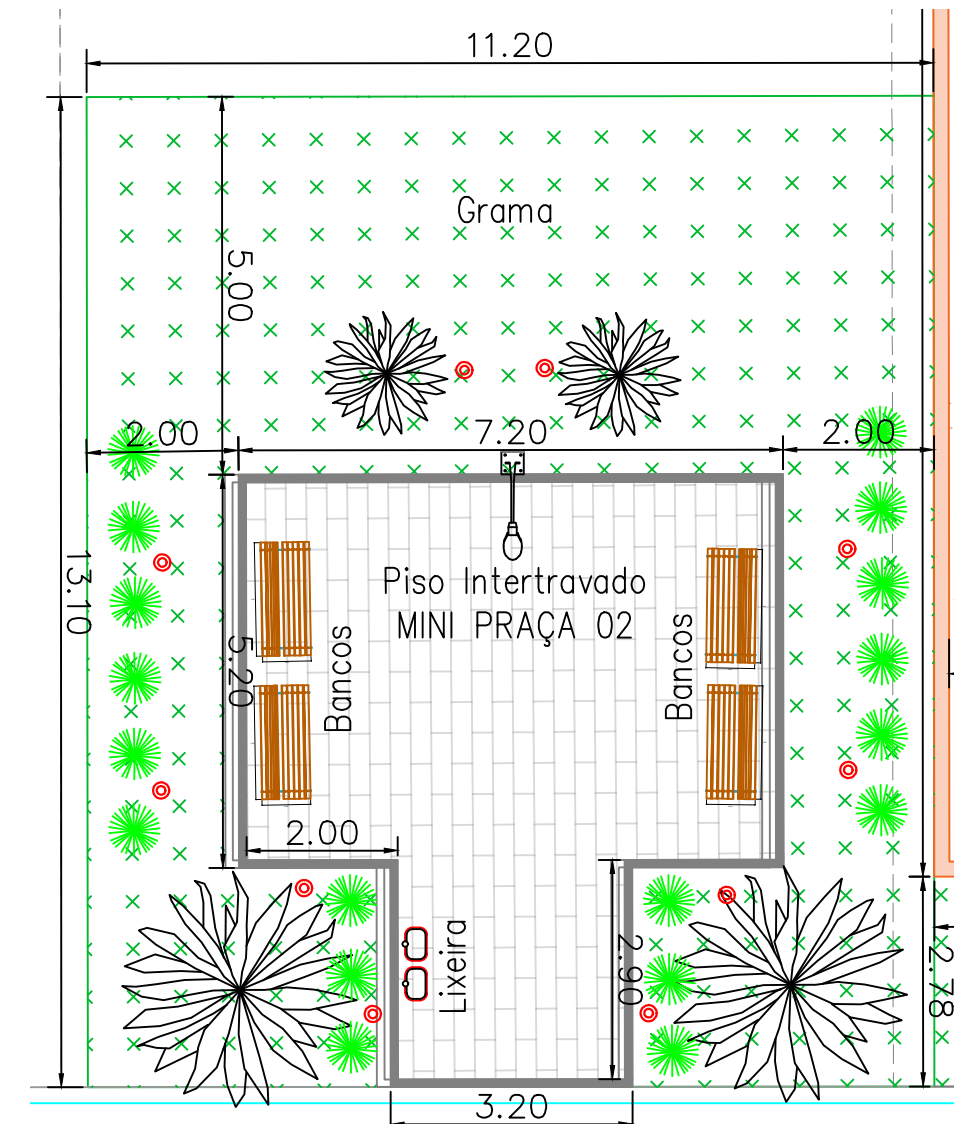 11.20
Grama
5.00
2.00
7.20
2.00
13.10
Piso Intertravado
MINI PRAÇA 02
5.20
Bancos
Bancos
2.00
Lixeira
2.90
2.78
3.20